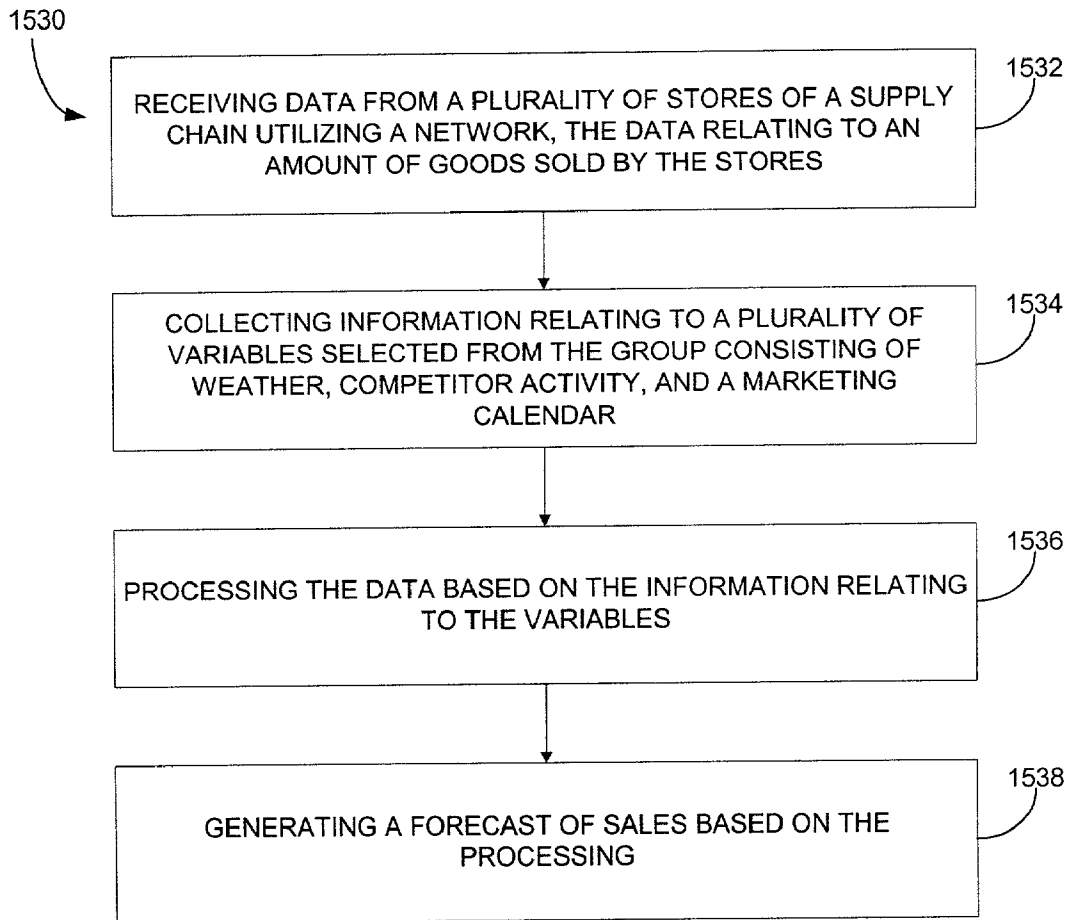 1530
1532
RECEIVING DATA FROM A PLURALITY OF STORES OF A SUPPLY
CHAIN UTILIZING A NETWORK, THE DATA RELATING TO AN
AMOUNT OF GOODS SOLD BY THE STORES
1534
COLLECTING INFORMATION RELATING TO A PLURALITY OF
VARIABLES SELECTED FROM THE GROUP CONSISTING OF
WEATHER, COMPETITOR ACTIVITY, AND A MARKETING
CALENDAR
1536
PROCESSING THE DATA BASED ON THE INFORMATION RELATING
TO THE VARIABLES
1538
GENERATING A FORECAST OF SALES BASED ON THE
PROCESSING